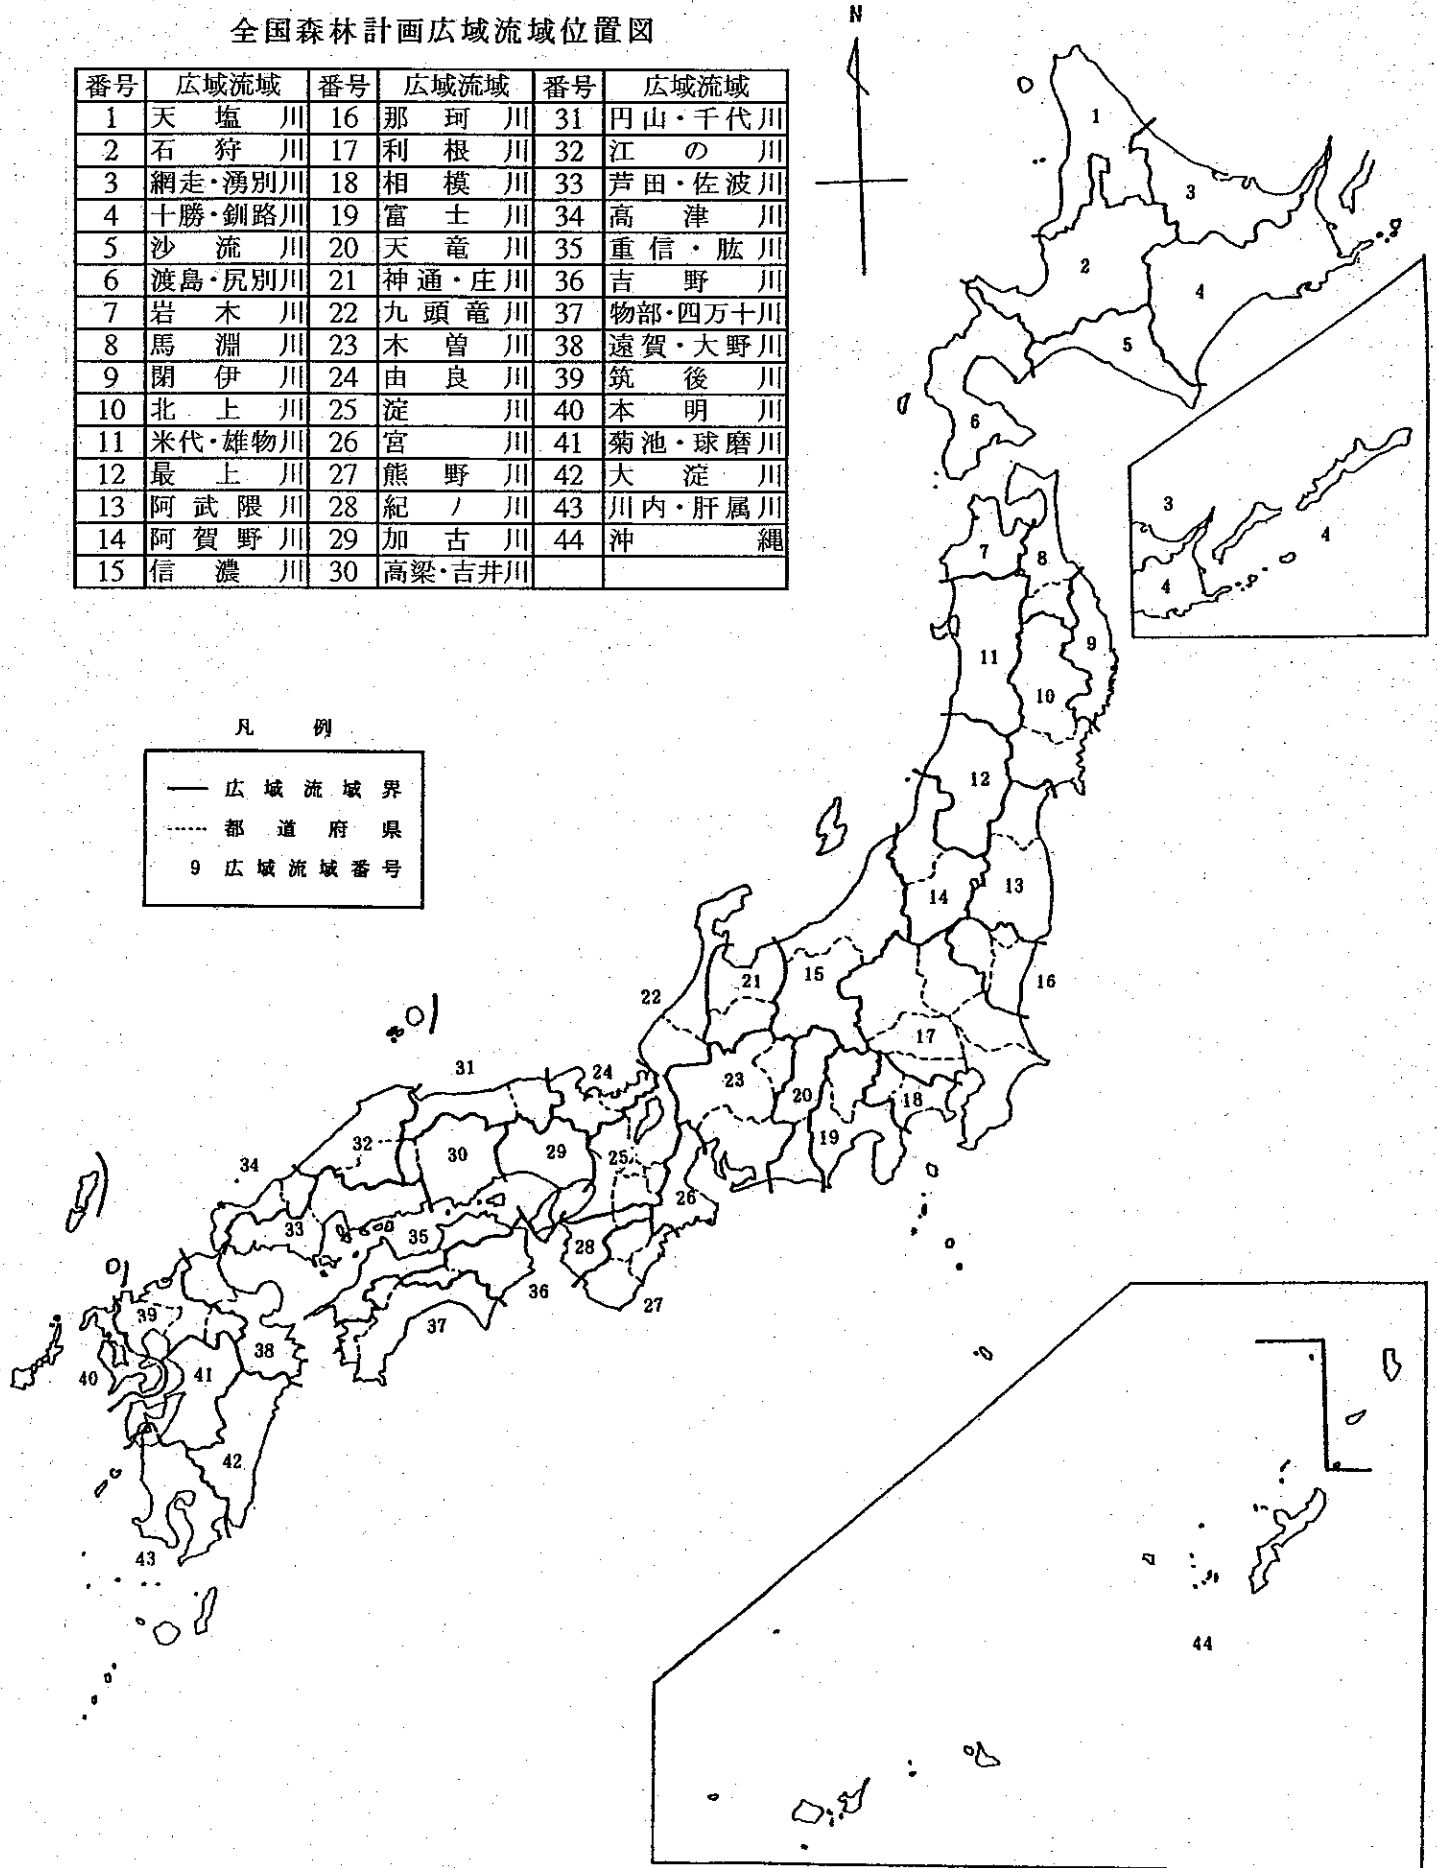 全国森林計画広域流域位置図
番号 広域流域 番号 広域流域 番号 広域流域
1 天塩川 16 那珂川 31 円山・千代川
2 石狩川 17 利根川 32 江の川
3 網走・湧別川 18 相模川 33 芦田・佐波川
4 十勝・釧路川 19 富士川 34 高津川
5 沙流川 20 天竜川 35 重信・肱川
6 渡島・尻別川 21 神通・庄川 36 吉野川
7 岩木川 22 九頭竜川 37 物部・四万十川
8 馬淵川 23 木曽川 38 遠賀・大野川
9 閉伊川 24 由良川 39 筑後川
10 北上川 25 淀川 40 本明川
11 米代・雄物川 26 宮川 41 菊池・球磨川
12 最上川 27 熊野川 42 大淀川
13 阿武隈川 28 紀ノ川 43 川内・肝属川
14 阿賀野川 29 加古川 44 沖縄
15 信濃川 30 高梁・吉井川
凡例
広域流域界
都道府県
9 広域流域番号
N
1
3
2
4
5
6
3
4
4
7
8
9
11
10
12
13
14
15
21
16
22
17
31
24
23
20
18
19
32
30
29
25
34
26
33
35
28
36
27
37
39
38
40
41
42
43
44